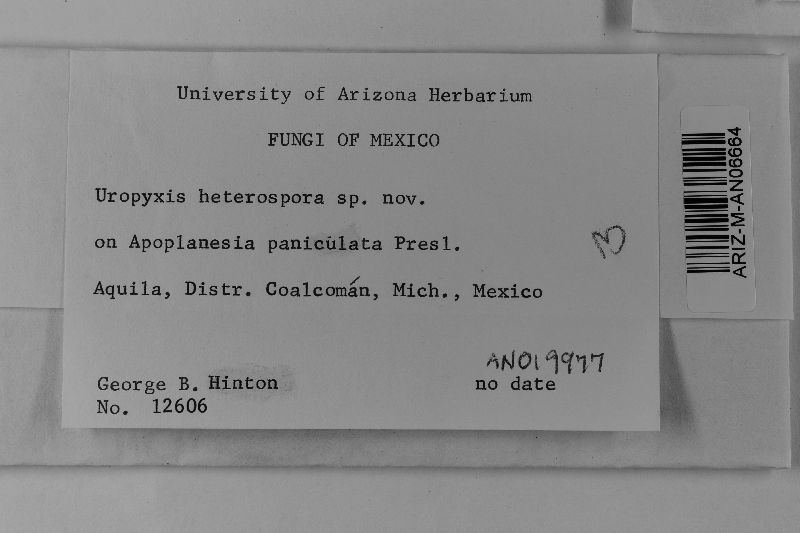 University of Arizona Herbarium
FUNGI OF MEXICO
Uropyxis heterospora sp. nov.
on Apoplanesia paniculata Presl.
Aquila, Distr. Coalcomán, Mich., Mexico
AN019977
George B. Hinton
no date
No. 12606
ARIZ-M-AN06664